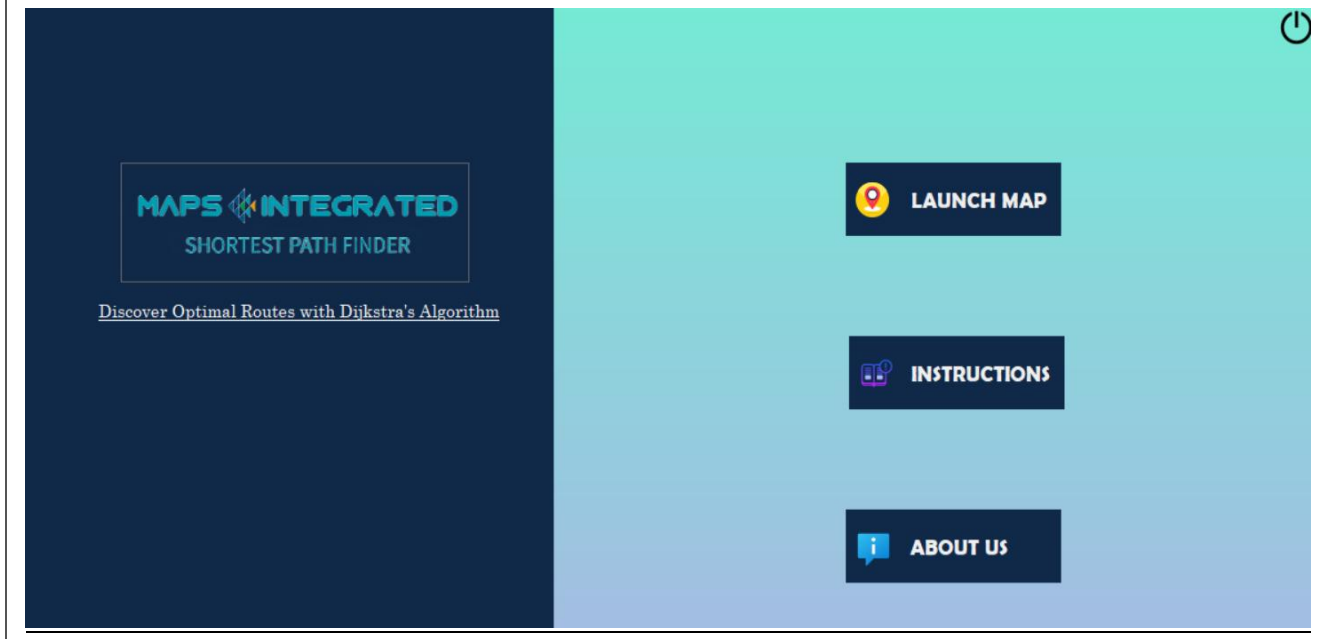 MAPS INTEGRATED
SHORTEST PATH FINDER
Discover Optimal Routes with Dijkstra's Algorithm
LAUNCH MAP
INSTRUCTIONS
ABOUT US